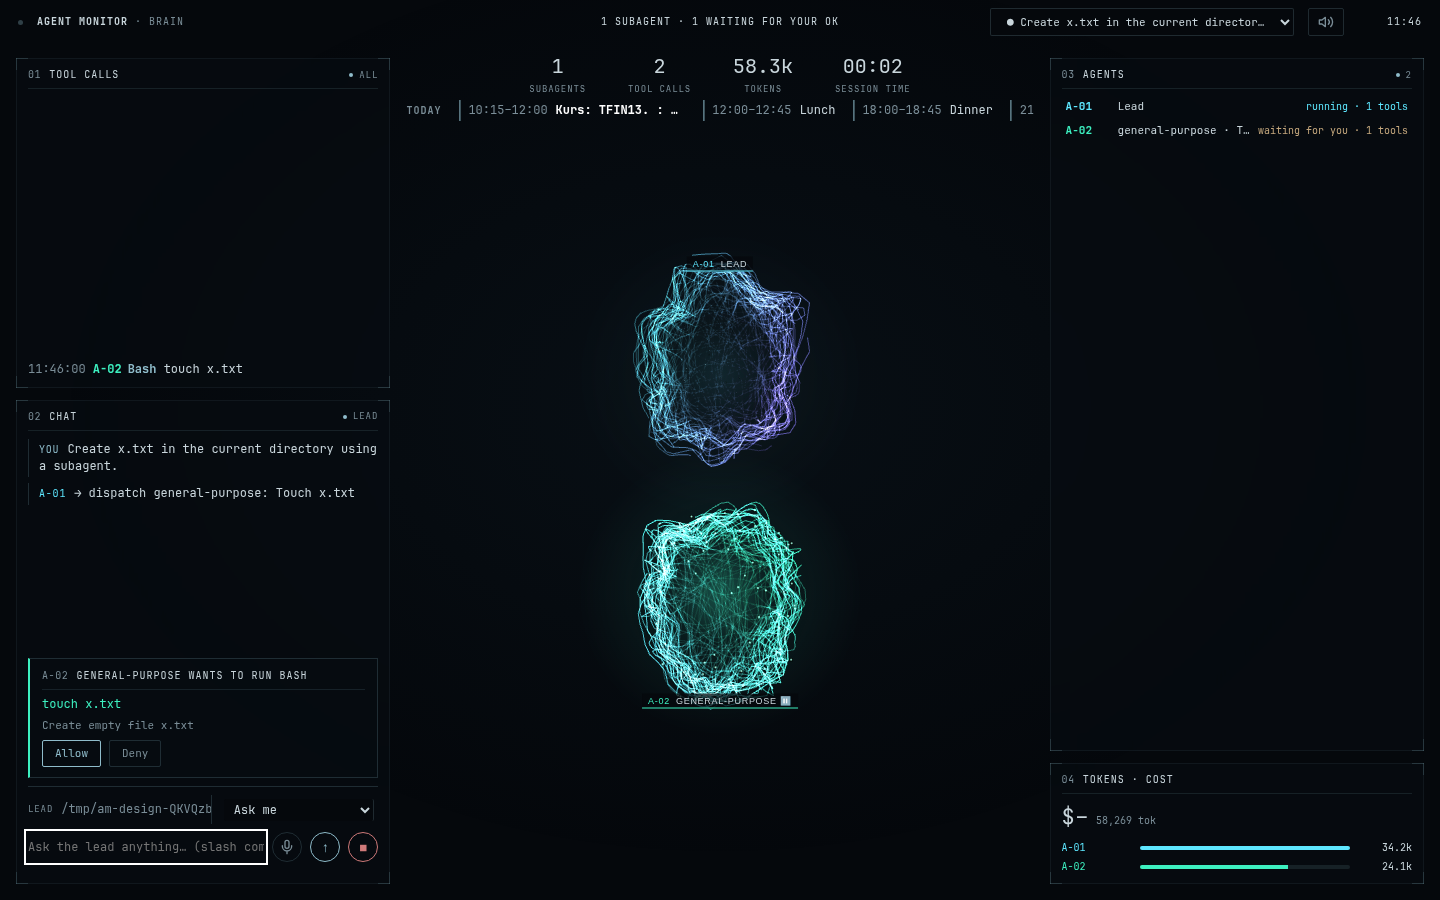 AGENT MONITOR · BRAIN
1 SUBAGENT · 1 WAITING FOR YOUR OK
● Create x.txt in the current director…
11:46
01 TOOL CALLS
● ALL
11:46:00 A-02 Bash touch x.txt
02 CHAT
● LEAD
YOU Create x.txt in the current directory using
a subagent.
A-01 → dispatch general-purpose: Touch x.txt
A-02 GENERAL-PURPOSE WANTS TO RUN BASH
touch x.txt
Create empty file x.txt
Allow
Deny
LEAD /tmp/am-design-QKVQzb
Ask me
Ask the lead anything… (slash com
1
SUBAGENTS
2
TOOL CALLS
58.3k
TOKENS
00:02
SESSION TIME
TODAY
10:15–12:00 Kurs: TFIN13. : …
12:00–12:45 Lunch
18:00–18:45 Dinner
21
A-01 LEAD
A-02 GENERAL-PURPOSE ⏸
03 AGENTS
● 2
A-01 Lead running · 1 tools
A-02 general-purpose · T… waiting for you · 1 tools
04 TOKENS · COST
$– 58,269 tok
A-01 34.2k
A-02 24.1k